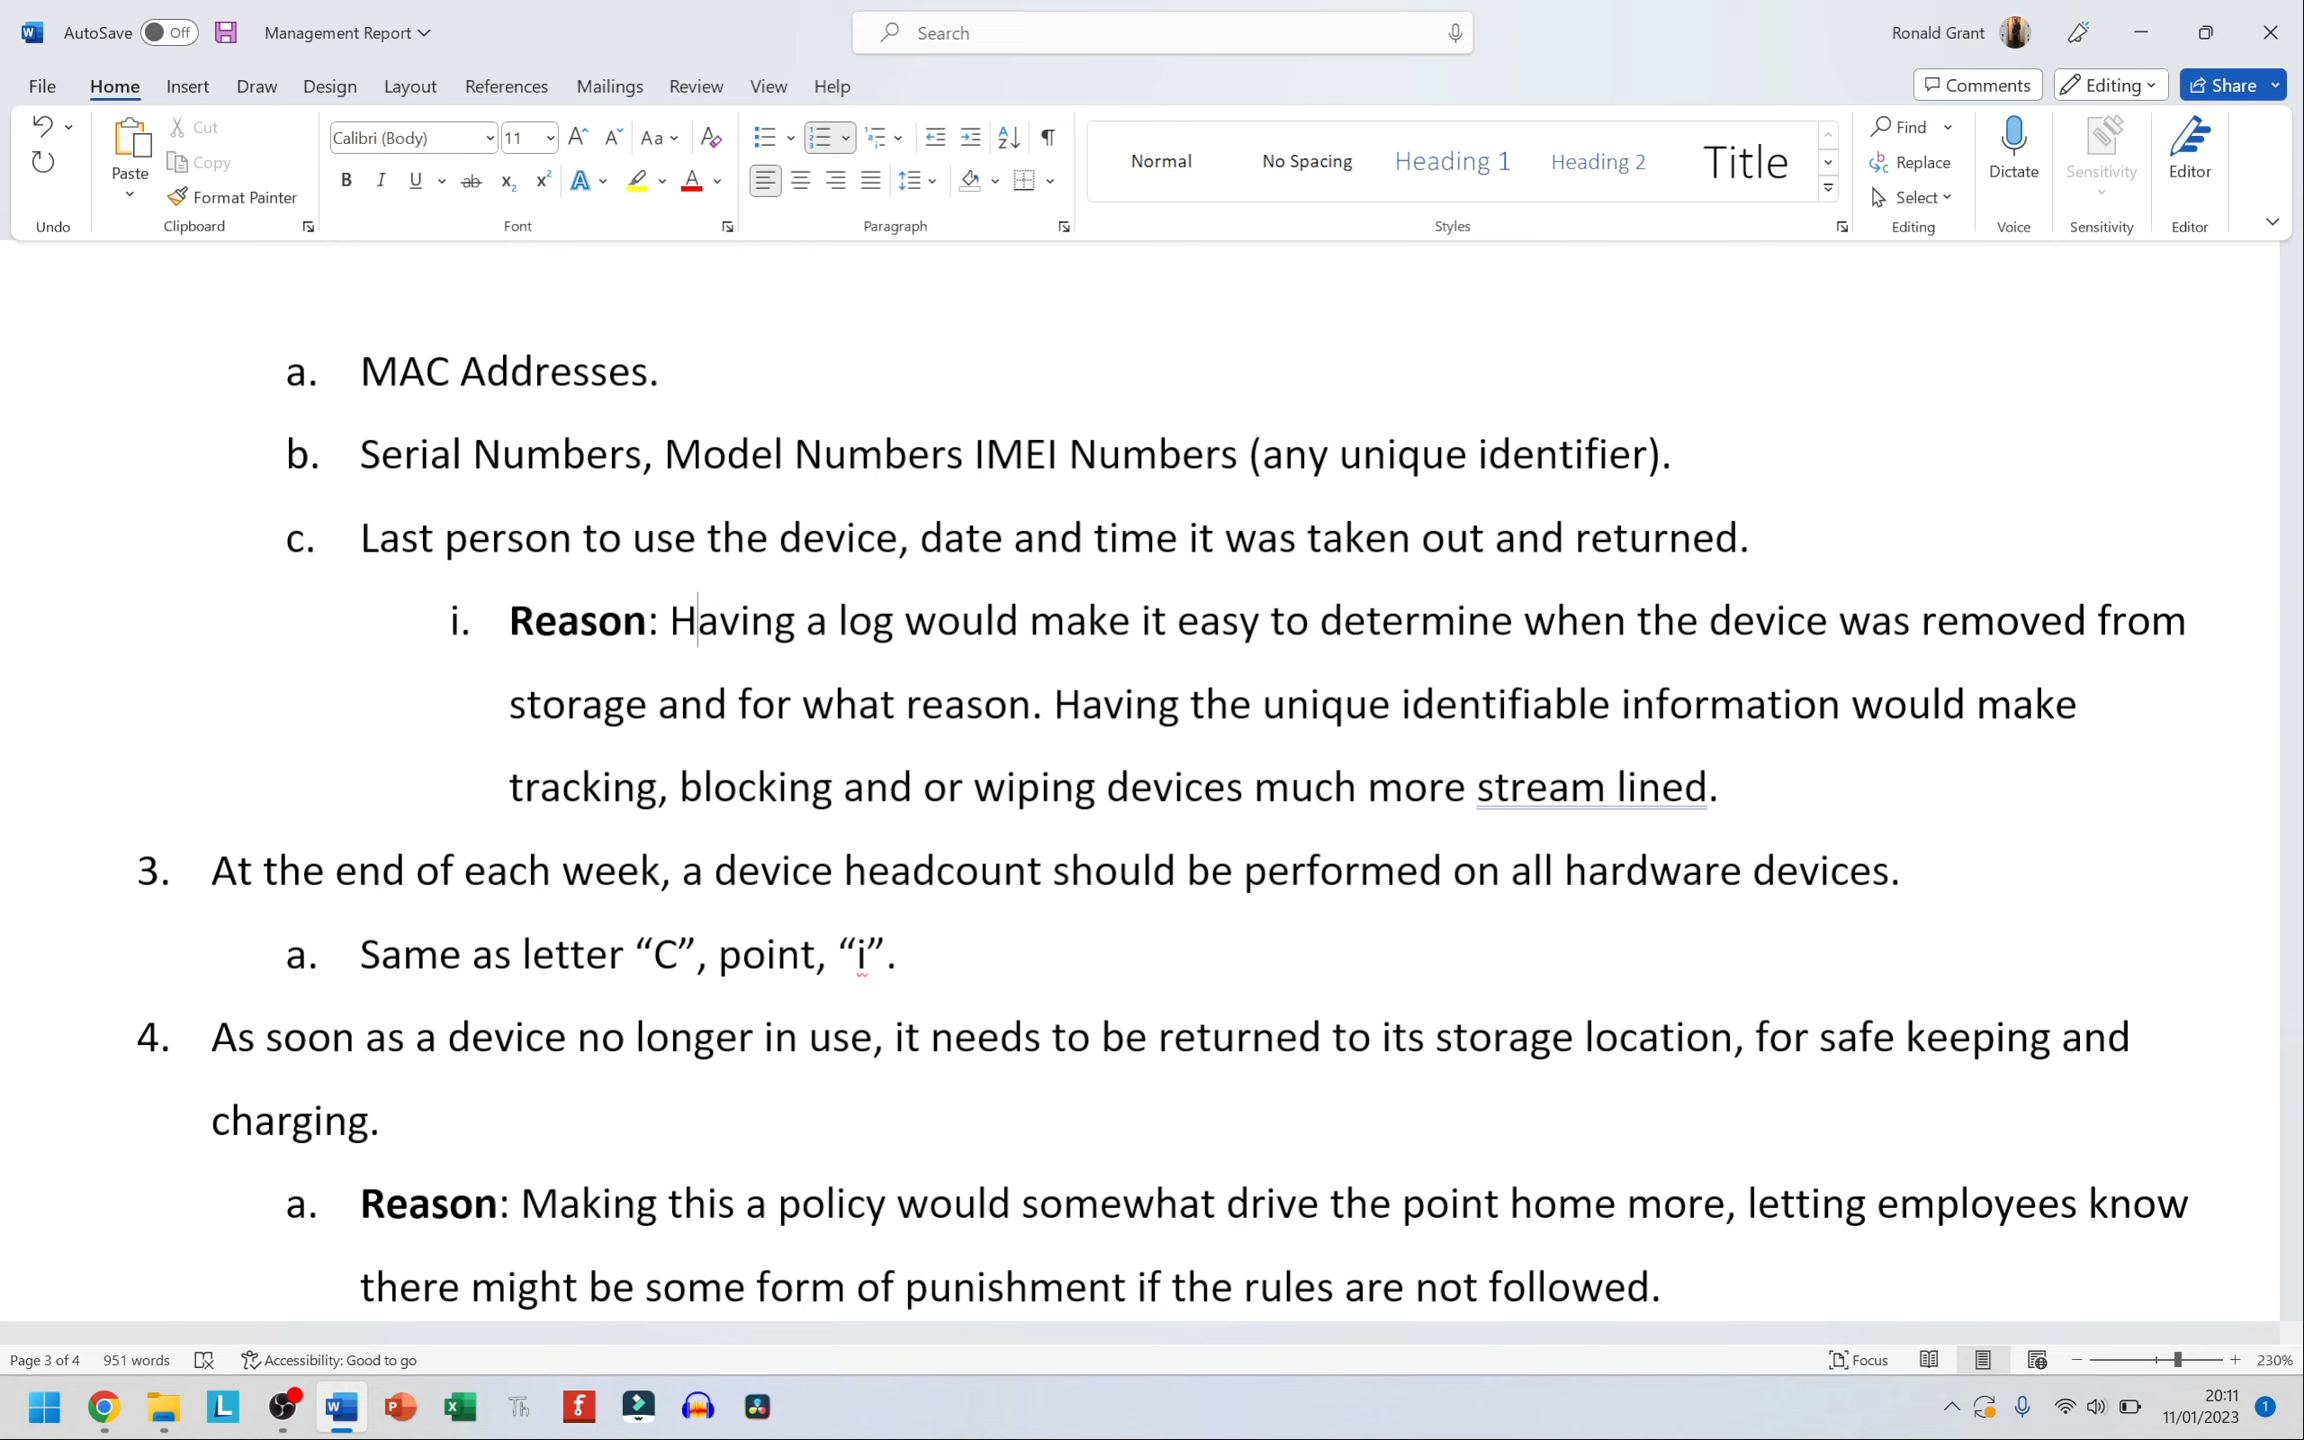 AutoSave Off Management Report Search Ronald Grant
File Home Insert Draw Design Layout References Mailings Review View Help Comments Editing Share
Paste Cut Copy Format Painter
Calibri (Body) 11
Normal No Spacing Heading 1 Heading 2 Title
Find Replace Select Dictate Sensitivity Editor
Undo Clipboard Font Paragraph Styles Editing Voice Sensitivity Editor
a. MAC Addresses.
b. Serial Numbers, Model Numbers IMEI Numbers (any unique identifier).
c. Last person to use the device, date and time it was taken out and returned.
i. Reason: Having a log would make it easy to determine when the device was removed from
storage and for what reason. Having the unique identifiable information would make
tracking, blocking and or wiping devices much more stream lined.
3. At the end of each week, a device headcount should be performed on all hardware devices.
a. Same as letter “C”, point, “i”.
4. As soon as a device no longer in use, it needs to be returned to its storage location, for safe keeping and
charging.
a. Reason: Making this a policy would somewhat drive the point home more, letting employees know
there might be some form of punishment if the rules are not followed.
Page 3 of 4 951 words Accessibility: Good to go Focus 230%
20:11
11/01/2023 1